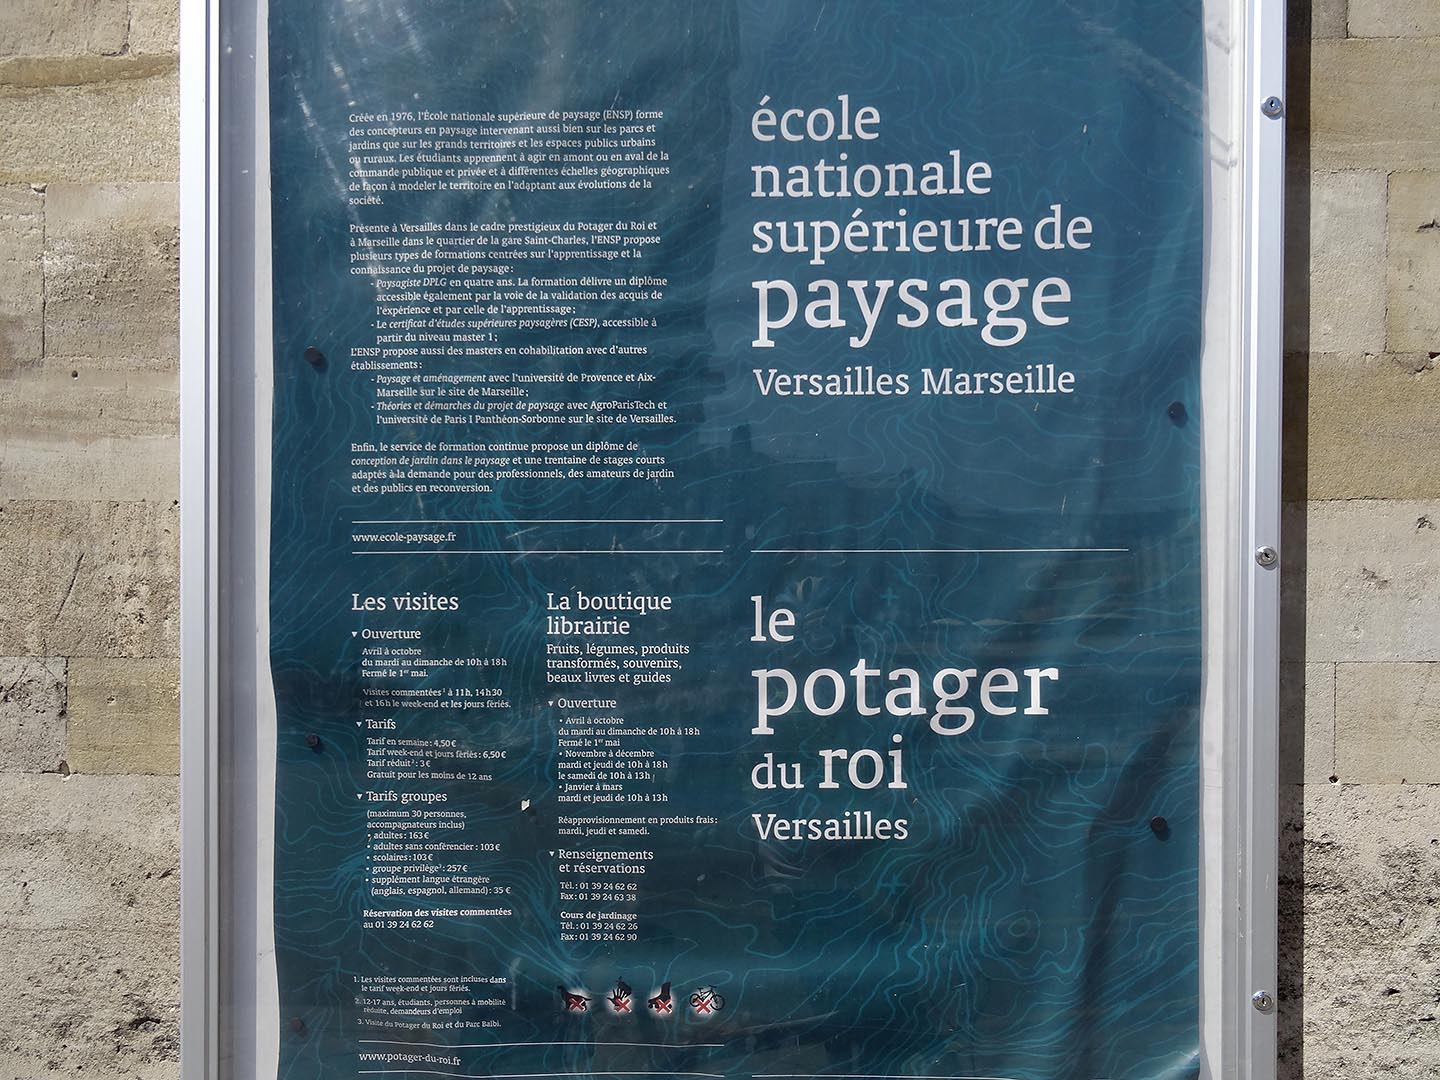 Créée en 1976, l'École nationale supérieure de paysage (ENSP) forme
des concepteurs en paysage intervenant aussi bien sur les parcs et
jardins que sur les grands territoires et les espaces publics urbains
ou ruraux. Les étudiants apprennent à agir en amont ou en aval de la
commande publique et privée et à différentes échelles géographiques
de façon à modeler le territoire en l'adaptant aux évolutions de la
société.
Présente à Versailles dans le cadre prestigieux du Potager du Roi et
à Marseille dans le quartier de la gare Saint-Charles, l'ENSP propose
plusieurs types de formations centrées sur l'apprentissage et la
connaissance du projet de paysage :
- Paysagiste DPLG en quatre ans. La formation délivre un diplôme
accessible également par la voie de la validation des acquis de
l'expérience et par celle de l'apprentissage ;
- Le certificat d'études supérieures paysagères (CESP), accessible à
partir du niveau master 1 ;
L'ENSP propose aussi des masters en cohabitation avec d'autres
établissements :
- Paysage et aménagement avec l'université de Provence et Aix-
Marseille sur le site de Marseille ;
- Théories et démarches du projet de paysage avec AgroParisTech et
l'université de Paris I Panthéon-Sorbonne sur le site de Versailles.
Enfin, le service de formation continue propose un diplôme de
conception de jardin dans le paysage et une trentaine de stages courts
adaptés à la demande pour des professionnels, des amateurs de jardin
et des publics en reconversion.
www.ecole-paysage.fr
école
nationale
supérieure de
paysage
Versailles Marseille
Les visites
▼ Ouverture
Avril à octobre
du mardi au dimanche de 10 h à 18 h
Fermé le 1er mai.
Visites commentées¹ à 11 h, 14 h 30
et 16 h le week-end et les jours fériés.
▼ Tarifs
Tarif en semaine : 4,50 €
Tarif week-end et jours fériés : 6,50 €
Tarif réduit² : 3 €
Gratuit pour les moins de 12 ans
▼ Tarifs groupes
(maximum 30 personnes,
accompagnateurs inclus)
• adultes : 163 €
• adultes sans conférencier : 103 €
• scolaires : 103 €
• groupe privilège³ : 257 €
• supplément langue étrangère
(anglais, espagnol, allemand) : 35 €
Réservation des visites commentées
au 01 39 24 62 62
1. Les visites commentées sont incluses dans
le tarif week-end et jours fériés.
2. 12-17 ans, étudiants, personnes à mobilité
réduite, demandeurs d'emploi
3. Visite du Potager du Roi et du Parc Balbi.
www.potager-du-roi.fr
La boutique
librairie
Fruits, légumes, produits
transformés, souvenirs,
beaux livres et guides
▼ Ouverture
• Avril à octobre
du mardi au dimanche de 10 h à 18 h
Fermé le 1er mai
• Novembre à décembre
mardi et jeudi de 10 h à 18 h
le samedi de 10 h à 13 h
• Janvier à mars
mardi et jeudi de 10 h à 13 h
Réapprovisionnement en produits frais :
mardi, jeudi et samedi.
▼ Renseignements
et réservations
Tél. : 01 39 24 62 62
Fax : 01 39 24 63 38
Cours de jardinage
Tél. : 01 39 24 62 26
Fax : 01 39 24 62 90
le
potager
du roi
Versailles